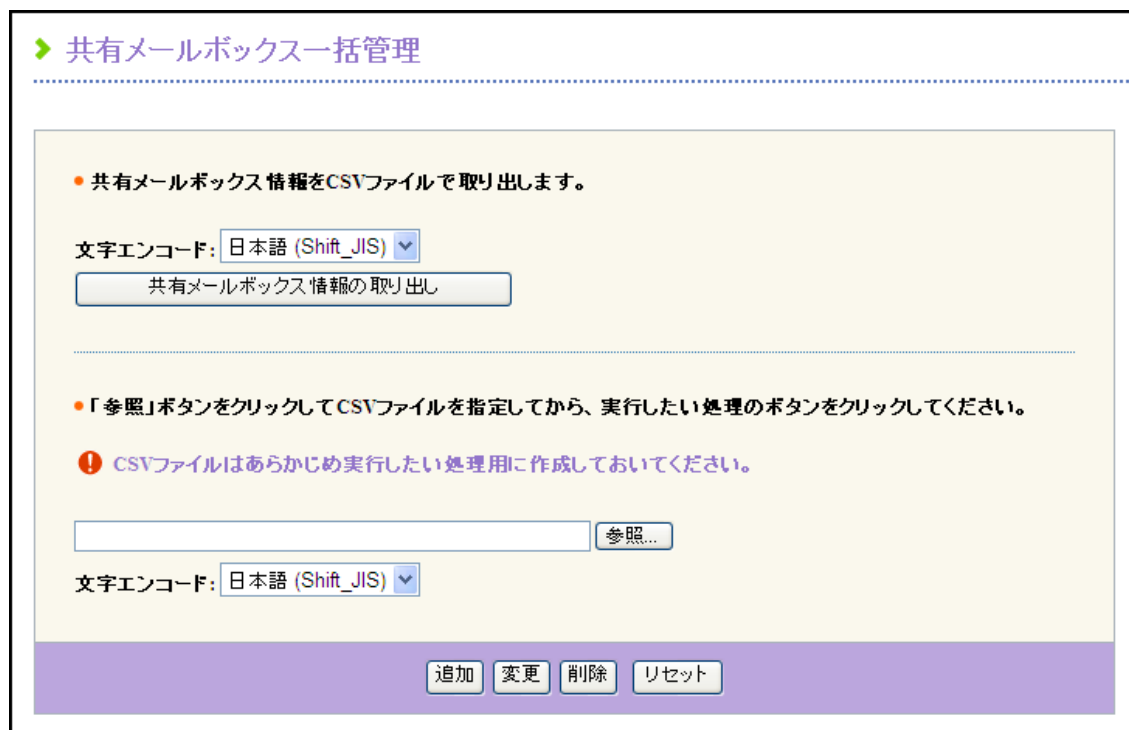 共有メールボックス一括管理
共有メールボックス情報をCSVファイルで取り出します。
文字エンコード: 日本語 (Shift_JIS)
共有メールボックス情報の取り出し
「参照」ボタンをクリックしてCSVファイルを指定してから、実行したい処理のボタンをクリックしてください。
CSVファイルはあらかじめ実行したい処理用に作成しておいてください。
参照...
文字エンコード: 日本語 (Shift_JIS)
追加 変更 削除 リセット